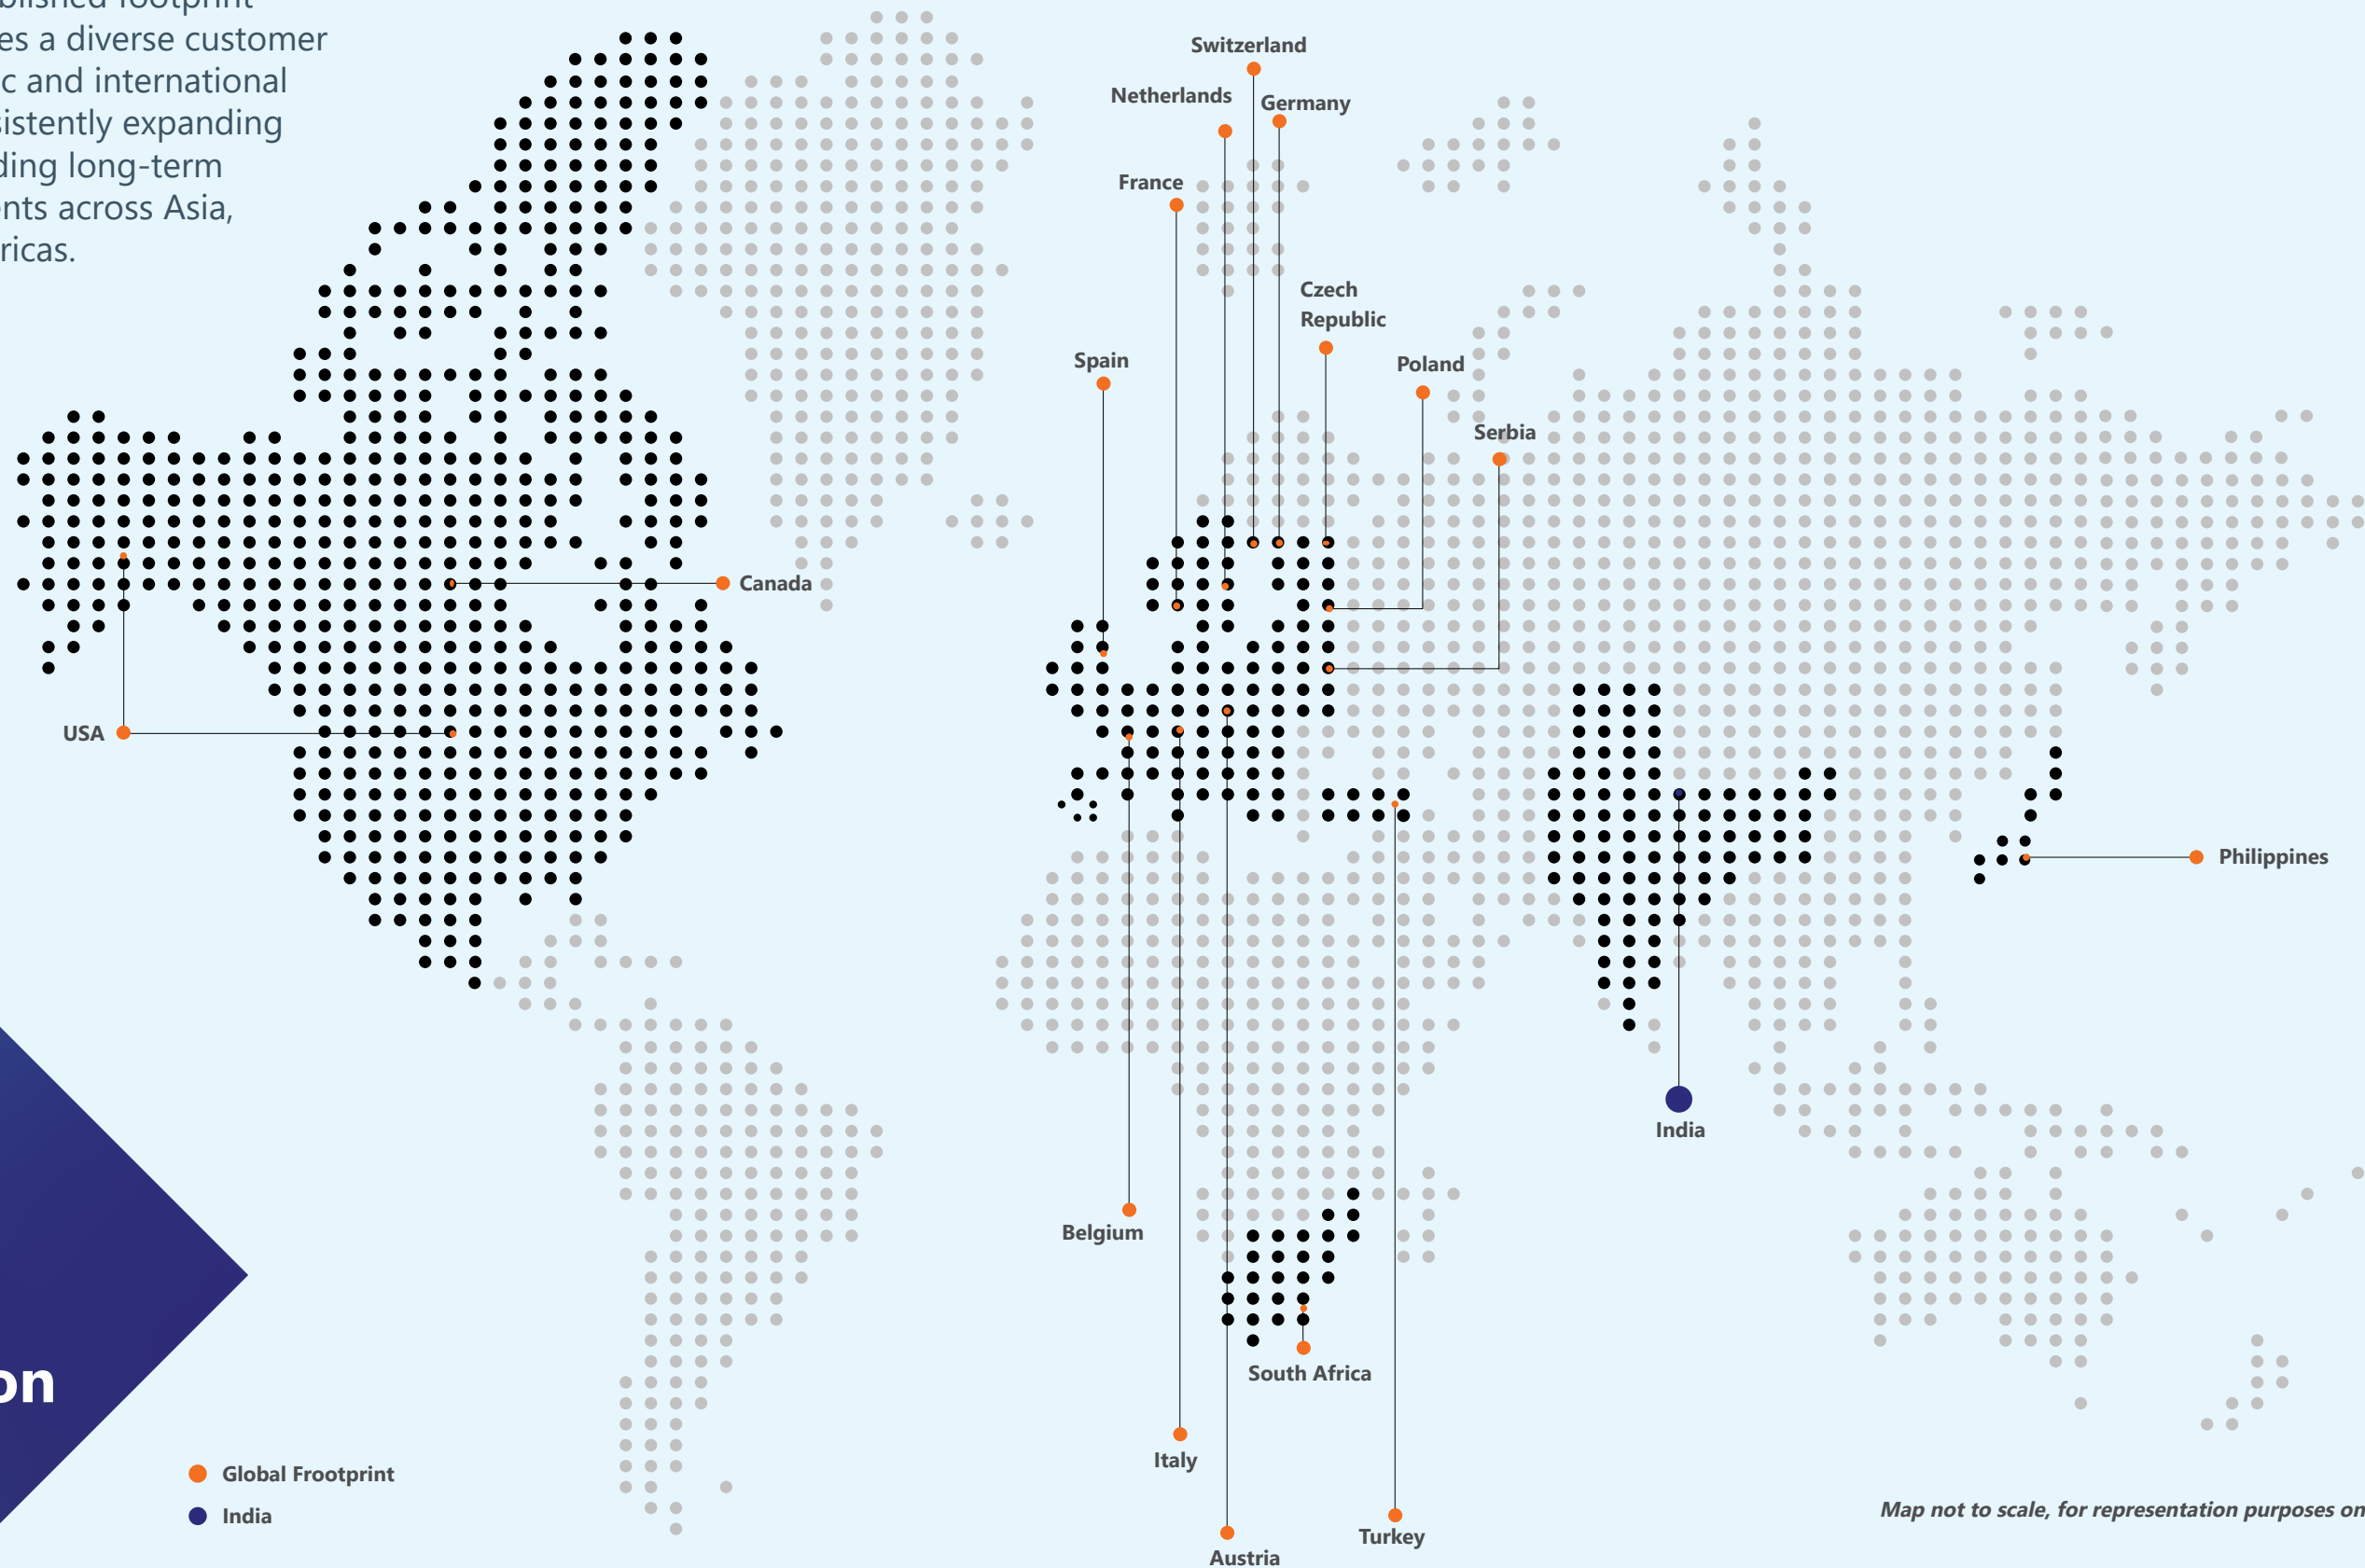 es a diverse customer
c and international
sistently expanding
ding long-term
ents across Asia,
ricas.
Switzerland
Netherlands
Germany
France
Czech
Republic
Spain
Poland
Serbia
Canada
USA
Philippines
India
Belgium
South Africa
Italy
Turkey
Austria
on
Global Frootprint
India
Map not to scale, for representation purposes on